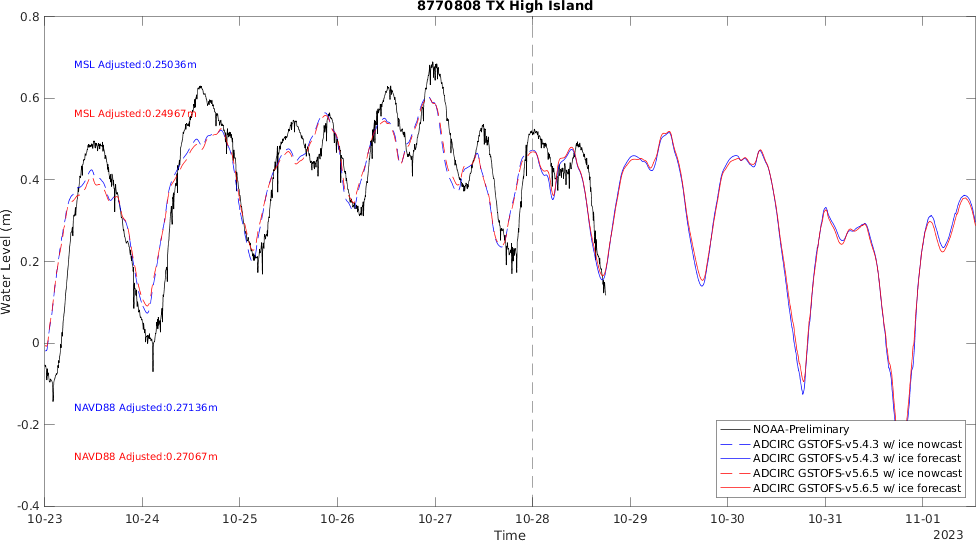 8770808 TX High Island
0.8
MSL Adjusted:0.25036m
0.6
MSL Adjusted:0.24967m
0.4
Water Level (m)
0.2
0
-0.2
NAVD88 Adjusted:0.27136m
NAVD88 Adjusted:0.27067m
-0.4
NOAA-Preliminary
ADCIRC GSTOFS-v5.4.3 w/ ice nowcast
ADCIRC GSTOFS-v5.4.3 w/ ice forecast
ADCIRC GSTOFS-v5.6.5 w/ ice nowcast
ADCIRC GSTOFS-v5.6.5 w/ ice forecast
10-23 10-24 10-25 10-26 10-27 10-28 10-29 10-30 10-31 11-01
Time
2023